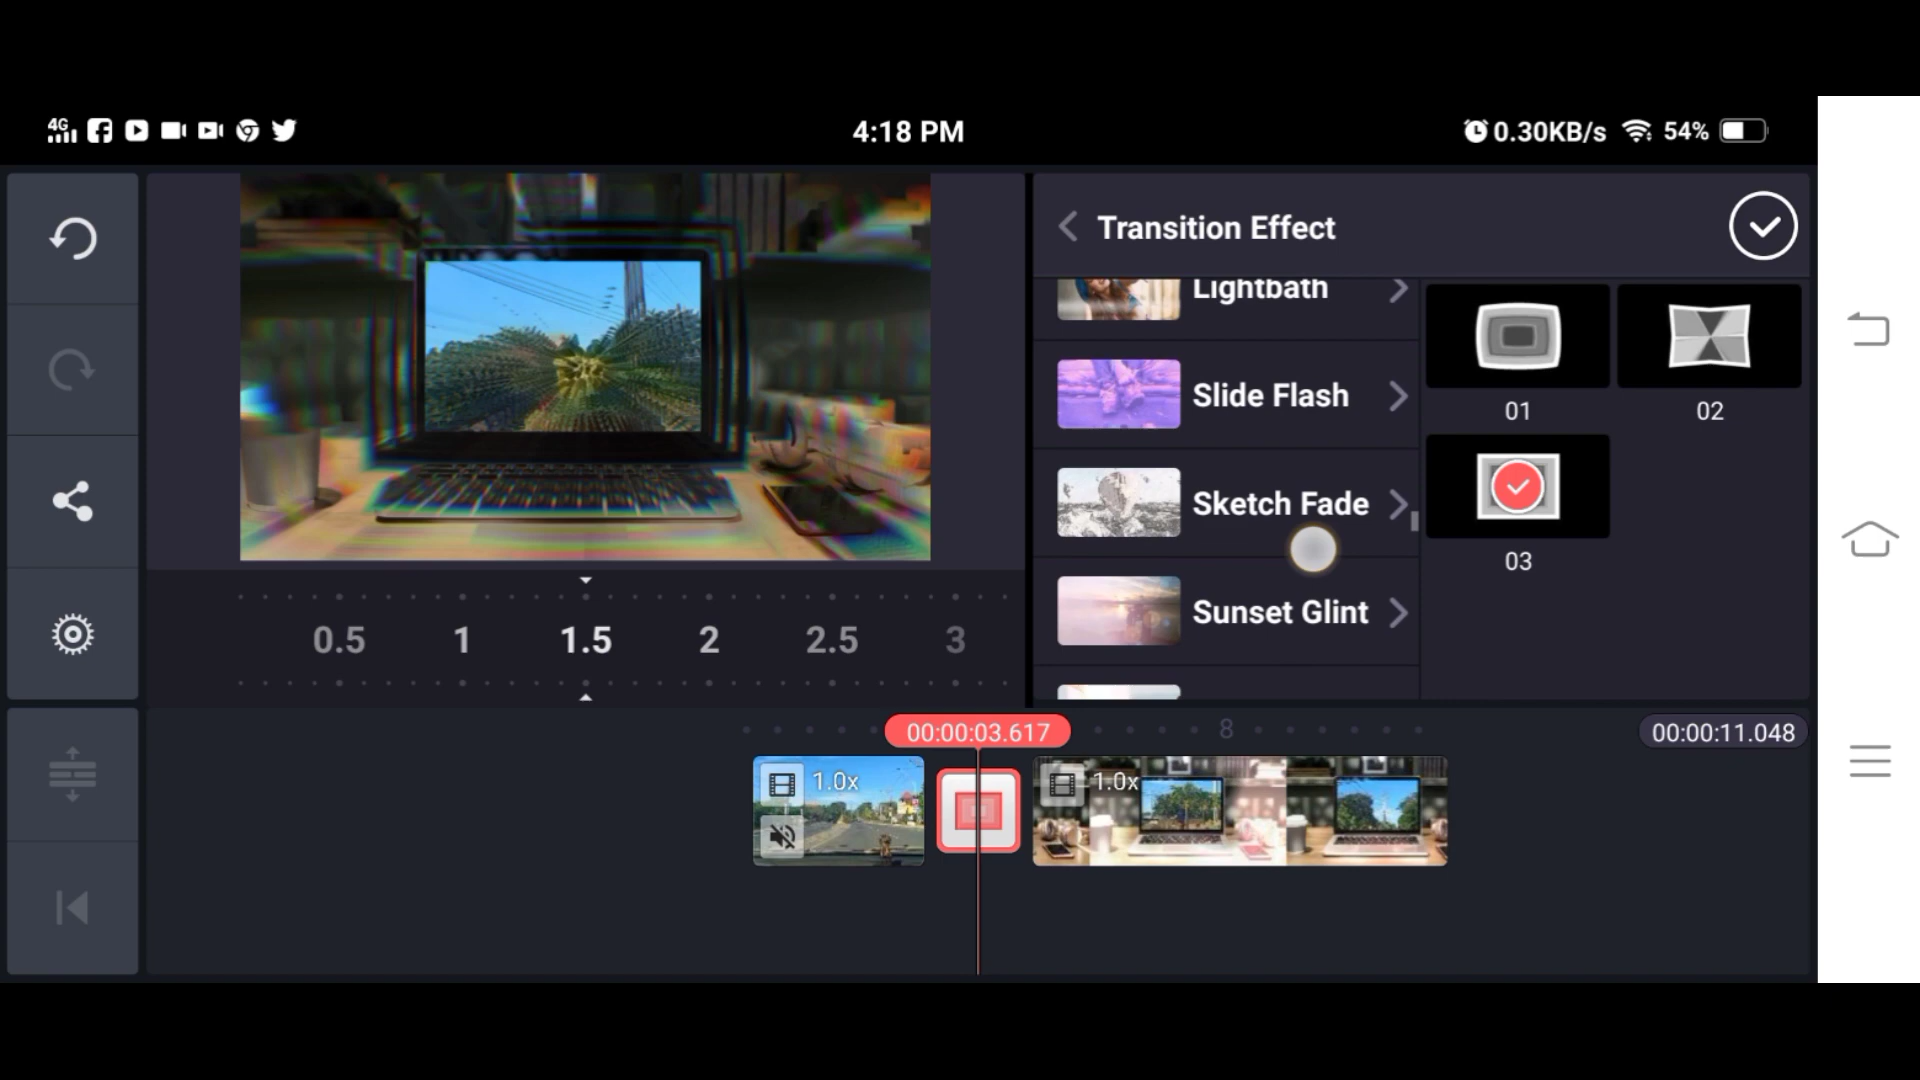 4G
4:18 PM
0.30KB/s
54%
Transition Effect
Lightbath
Slide Flash
Sketch Fade
Sunset Glint
01
02
03
0.5
1
1.5
2
2.5
3
00:00:03.617
8
00:00:11.048
1.0x
1.0x